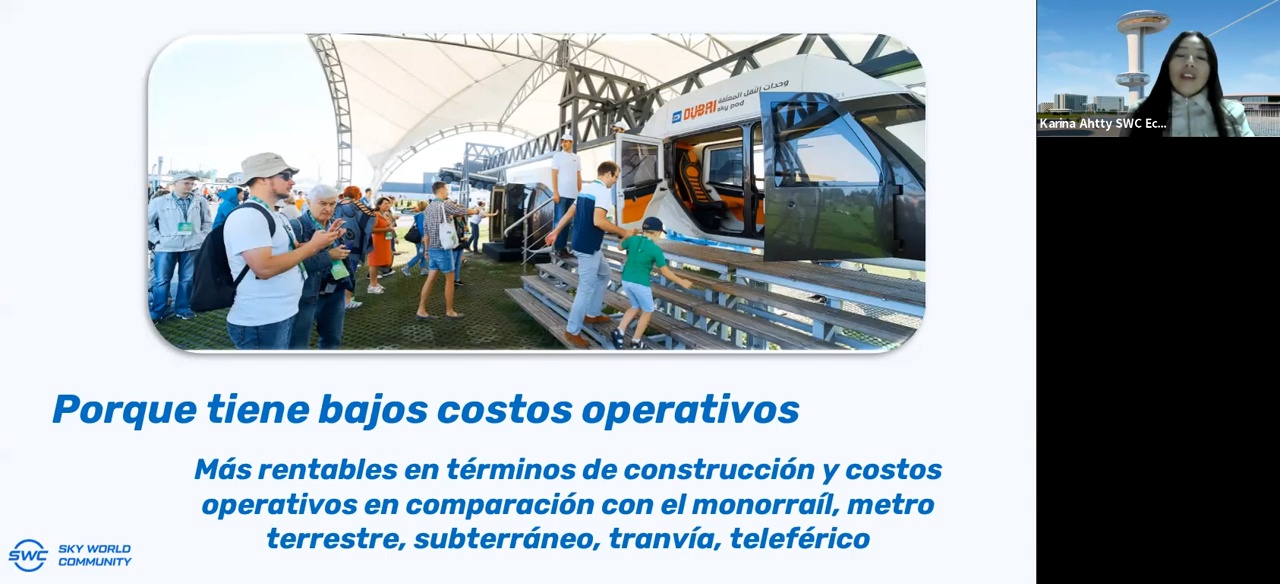 وحدات النقل المعلقة
DUBAI sky pod
Karina Ahtty SWC Ec...
Porque tiene bajos costos operativos
Más rentables en términos de construcción y costos
operativos en comparación con el monorraíl, metro
terrestre, subterráneo, tranvía, teleférico
SWC SKY WORLD
COMMUNITY